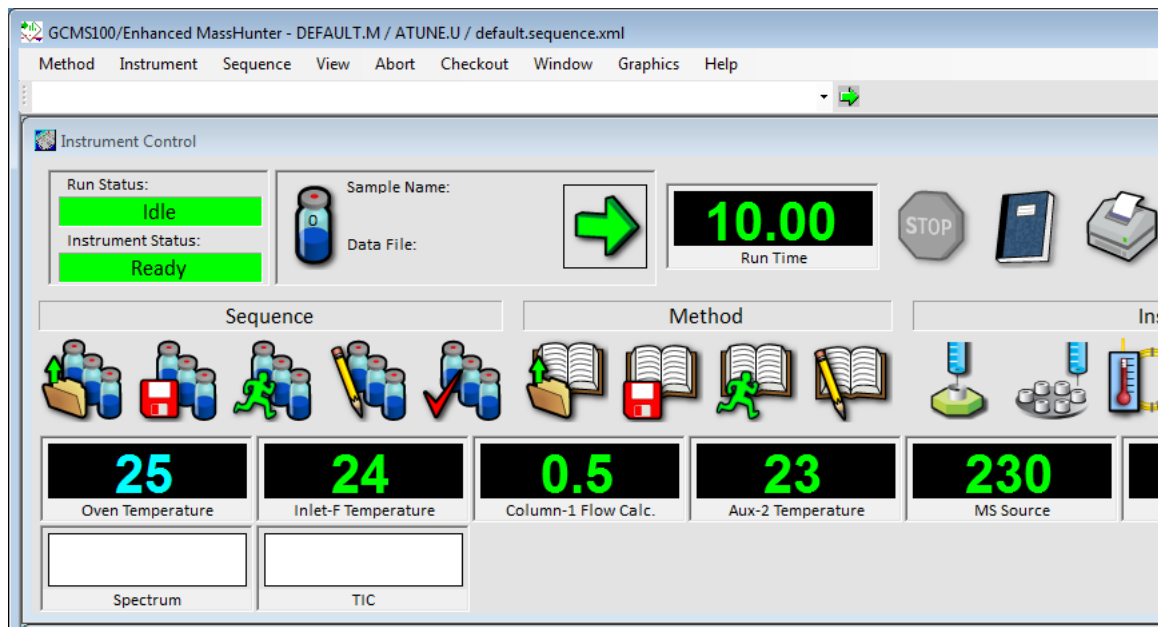 GCMS100/Enhanced MassHunter - DEFAULT.M / ATUNE.U / default.sequence.xml
Method Instrument Sequence View Abort Checkout Window Graphics Help
Instrument Control
Run Status:
Idle
Instrument Status:
Ready
0
Sample Name:
Data File:
10.00
Run Time
STOP
Sequence Method
25 24 0.5 23 230
Oven Temperature Inlet-F Temperature Column-1 Flow Calc. Aux-2 Temperature MS Source
Spectrum TIC